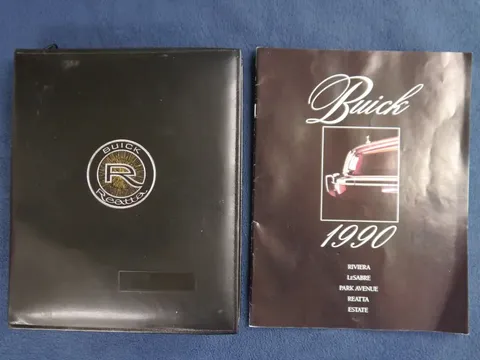 BUICK
R
Reatta
Buick
1990
RIVIERA
LESABRE
PARK AVENUE
REATTA
ESTATE